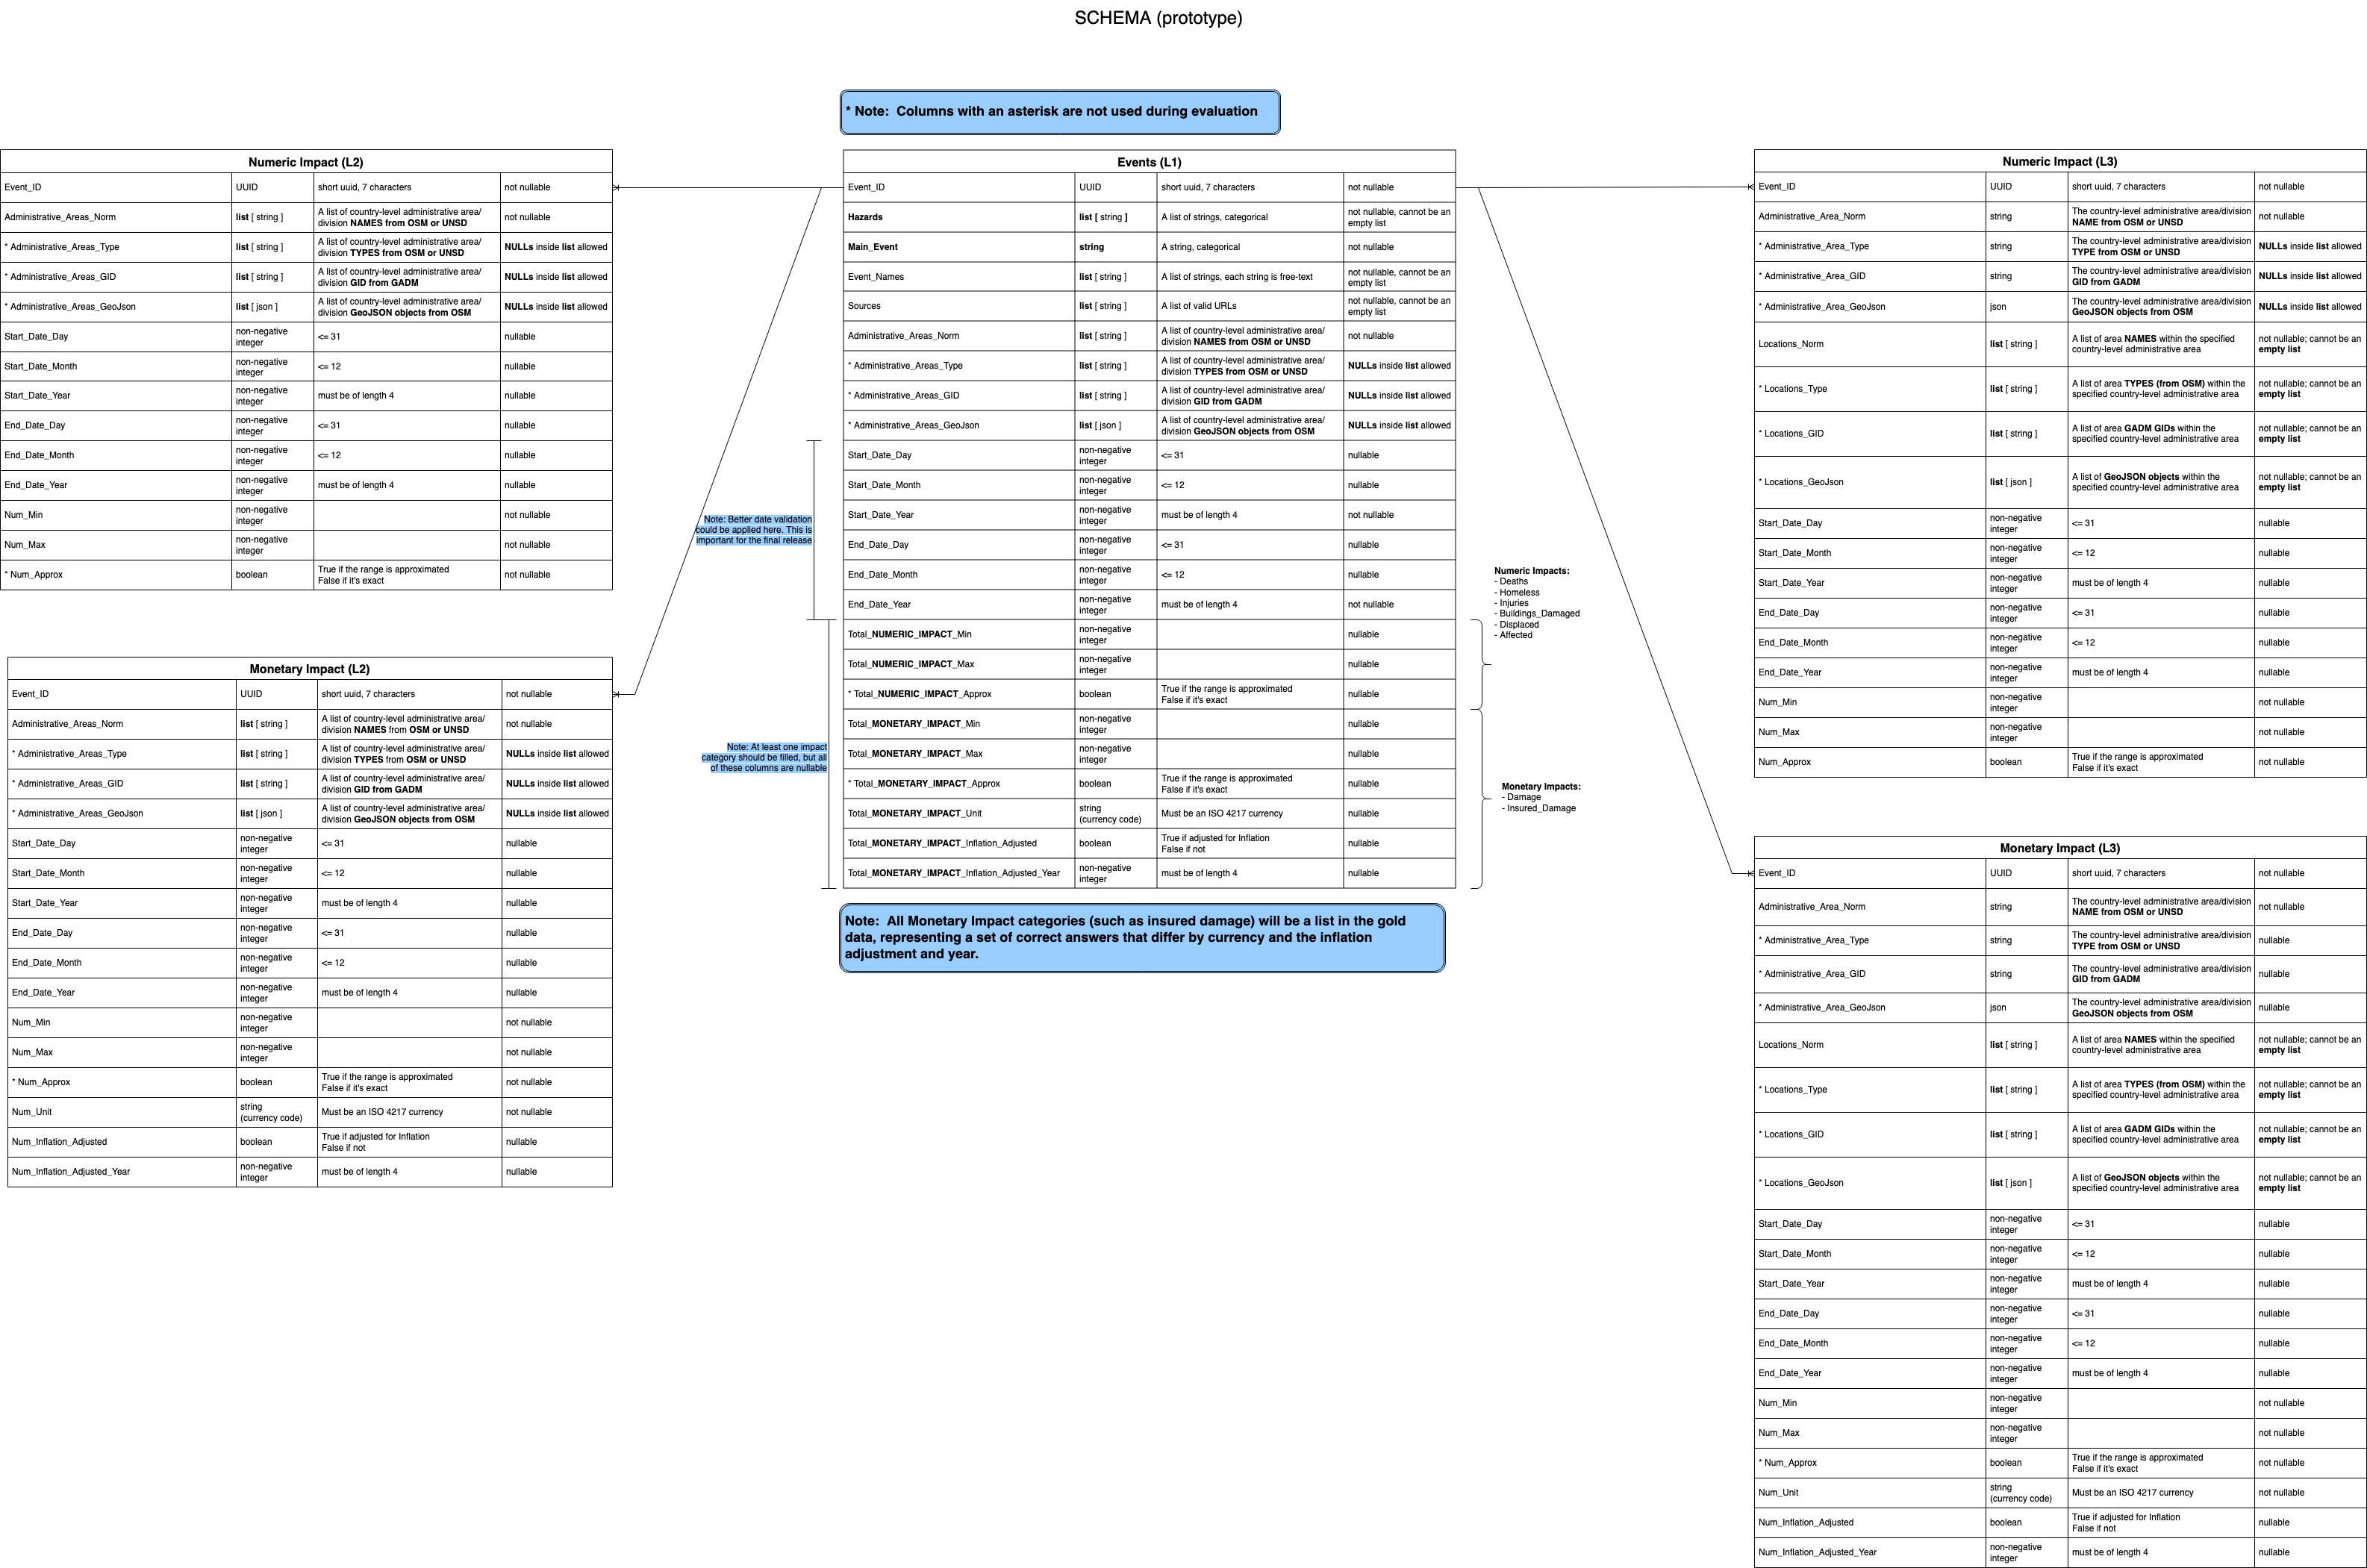 SCHEMA (prototype)
* Note:  Columns with an asterisk are not used during evaluation
Numeric Impact (L2)
Event_ID UUID short uuid, 7 characters not nullable
Administrative_Areas_Norm list [ string ] A list of country-level administrative area/
division NAMES from OSM or UNSD not nullable
* Administrative_Areas_Type list [ string ] A list of country-level administrative area/
division TYPES from OSM or UNSD NULLs inside list allowed
* Administrative_Areas_GID list [ string ] A list of country-level administrative area/
division GID from GADM NULLs inside list allowed
* Administrative_Areas_GeoJson list [ json ] A list of country-level administrative area/
division GeoJSON objects from OSM NULLs inside list allowed
Start_Date_Day non-negative
integer <= 31 nullable
Start_Date_Month non-negative
integer <= 12 nullable
Start_Date_Year non-negative
integer must be of length 4 nullable
End_Date_Day non-negative
integer <= 31 nullable
End_Date_Month non-negative
integer <= 12 nullable
End_Date_Year non-negative
integer must be of length 4 nullable
Num_Min non-negative
integer not nullable
Num_Max non-negative
integer not nullable
* Num_Approx boolean True if the range is approximated
False if it's exact not nullable
Monetary Impact (L2)
Event_ID UUID short uuid, 7 characters not nullable
Administrative_Areas_Norm list [ string ] A list of country-level administrative area/
division NAMES from OSM or UNSD not nullable
* Administrative_Areas_Type list [ string ] A list of country-level administrative area/
division TYPES from OSM or UNSD NULLs inside list allowed
* Administrative_Areas_GID list [ string ] A list of country-level administrative area/
division GID from GADM NULLs inside list allowed
* Administrative_Areas_GeoJson list [ json ] A list of country-level administrative area/
division GeoJSON objects from OSM NULLs inside list allowed
Start_Date_Day non-negative
integer <= 31 nullable
Start_Date_Month non-negative
integer <= 12 nullable
Start_Date_Year non-negative
integer must be of length 4 nullable
End_Date_Day non-negative
integer <= 31 nullable
End_Date_Month non-negative
integer <= 12 nullable
End_Date_Year non-negative
integer must be of length 4 nullable
Num_Min non-negative
integer not nullable
Num_Max non-negative
integer not nullable
* Num_Approx boolean True if the range is approximated
False if it's exact not nullable
Num_Unit string
(currency code) Must be an ISO 4217 currency not nullable
Num_Inflation_Adjusted boolean True if adjusted for Inflation
False if not nullable
Num_Inflation_Adjusted_Year non-negative
integer must be of length 4 nullable
Note: Better date validation
could be applied here. This is
important for the final release
Note: At least one impact
category should be filled, but all
of these columns are nullable
Events (L1)
Event_ID UUID short uuid, 7 characters not nullable
Hazards list [ string ] A list of strings, categorical not nullable, cannot be an
empty list
Main_Event string A string, categorical not nullable
Event_Names list [ string ] A list of strings, each string is free-text not nullable, cannot be an
empty list
Sources list [ string ] A list of valid URLs not nullable, cannot be an
empty list
Administrative_Areas_Norm list [ string ] A list of country-level administrative area/
division NAMES from OSM or UNSD not nullable
* Administrative_Areas_Type list [ string ] A list of country-level administrative area/
division TYPES from OSM or UNSD NULLs inside list allowed
* Administrative_Areas_GID list [ string ] A list of country-level administrative area/
division GID from GADM NULLs inside list allowed
* Administrative_Areas_GeoJson list [ json ] A list of country-level administrative area/
division GeoJSON objects from OSM NULLs inside list allowed
Start_Date_Day non-negative
integer <= 31 nullable
Start_Date_Month non-negative
integer <= 12 nullable
Start_Date_Year non-negative
integer must be of length 4 not nullable
End_Date_Day non-negative
integer <= 31 nullable
End_Date_Month non-negative
integer <= 12 nullable
End_Date_Year non-negative
integer must be of length 4 not nullable
Total_NUMERIC_IMPACT_Min non-negative
integer nullable
Total_NUMERIC_IMPACT_Max non-negative
integer nullable
* Total_NUMERIC_IMPACT_Approx boolean True if the range is approximated
False if it's exact nullable
Total_MONETARY_IMPACT_Min non-negative
integer nullable
Total_MONETARY_IMPACT_Max non-negative
integer nullable
* Total_MONETARY_IMPACT_Approx boolean True if the range is approximated
False if it's exact nullable
Total_MONETARY_IMPACT_Unit string
(currency code) Must be an ISO 4217 currency nullable
Total_MONETARY_IMPACT_Inflation_Adjusted boolean True if adjusted for Inflation
False if not nullable
Total_MONETARY_IMPACT_Inflation_Adjusted_Year non-negative
integer must be of length 4 nullable
Note:  All Monetary Impact categories (such as insured damage) will be a list in the gold
data, representing a set of correct answers that differ by currency and the inflation
adjustment and year.
Numeric Impacts:
- Deaths
- Homeless
- Injuries
- Buildings_Damaged
- Displaced
- Affected
Monetary Impacts:
- Damage
- Insured_Damage
Numeric Impact (L3)
Event_ID UUID short uuid, 7 characters not nullable
Administrative_Area_Norm string The country-level administrative area/division
NAME from OSM or UNSD not nullable
* Administrative_Area_Type string The country-level administrative area/division
TYPE from OSM or UNSD NULLs inside list allowed
* Administrative_Area_GID string The country-level administrative area/division
GID from GADM NULLs inside list allowed
* Administrative_Area_GeoJson json The country-level administrative area/division
GeoJSON objects from OSM NULLs inside list allowed
Locations_Norm list [ string ] A list of area NAMES within the specified
country-level administrative area not nullable; cannot be an
empty list
* Locations_Type list [ string ] A list of area TYPES (from OSM) within the
specified country-level administrative area not nullable; cannot be an
empty list
* Locations_GID list [ string ] A list of area GADM GIDs within the
specified country-level administrative area not nullable; cannot be an
empty list
* Locations_GeoJson list [ json ] A list of GeoJSON objects within the
specified country-level administrative area not nullable; cannot be an
empty list
Start_Date_Day non-negative
integer <= 31 nullable
Start_Date_Month non-negative
integer <= 12 nullable
Start_Date_Year non-negative
integer must be of length 4 nullable
End_Date_Day non-negative
integer <= 31 nullable
End_Date_Month non-negative
integer <= 12 nullable
End_Date_Year non-negative
integer must be of length 4 nullable
Num_Min non-negative
integer not nullable
Num_Max non-negative
integer not nullable
Num_Approx boolean True if the range is approximated
False if it's exact not nullable
Monetary Impact (L3)
Event_ID UUID short uuid, 7 characters not nullable
Administrative_Area_Norm string The country-level administrative area/division
NAME from OSM or UNSD not nullable
* Administrative_Area_Type string The country-level administrative area/division
TYPE from OSM or UNSD nullable
* Administrative_Area_GID string The country-level administrative area/division
GID from GADM nullable
* Administrative_Area_GeoJson json The country-level administrative area/division
GeoJSON objects from OSM nullable
Locations_Norm list [ string ] A list of area NAMES within the specified
country-level administrative area not nullable; cannot be an
empty list
* Locations_Type list [ string ] A list of area TYPES (from OSM) within the
specified country-level administrative area not nullable; cannot be an
empty list
* Locations_GID list [ string ] A list of area GADM GIDs within the
specified country-level administrative area not nullable; cannot be an
empty list
* Locations_GeoJson list [ json ] A list of GeoJSON objects within the
specified country-level administrative area not nullable; cannot be an
empty list
Start_Date_Day non-negative
integer <= 31 nullable
Start_Date_Month non-negative
integer <= 12 nullable
Start_Date_Year non-negative
integer must be of length 4 nullable
End_Date_Day non-negative
integer <= 31 nullable
End_Date_Month non-negative
integer <= 12 nullable
End_Date_Year non-negative
integer must be of length 4 nullable
Num_Min non-negative
integer not nullable
Num_Max non-negative
integer not nullable
* Num_Approx boolean True if the range is approximated
False if it's exact not nullable
Num_Unit string
(currency code) Must be an ISO 4217 currency not nullable
Num_Inflation_Adjusted boolean True if adjusted for Inflation
False if not nullable
Num_Inflation_Adjusted_Year non-negative
integer must be of length 4 nullable